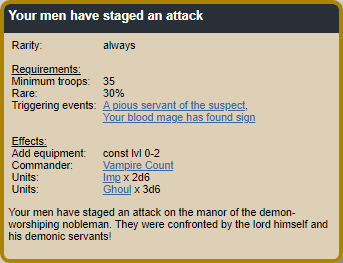 Your men have staged an attack
Rarity: always
Requirements:
Minimum troops: 35
Rare: 30%
Triggering events: A pious servant of the suspect,
Your blood mage has found sign
Effects:
Add equipment: const lvl 0-2
Commander: Vampire Count
Units: Imp x 2d6
Units: Ghoul x 3d6
Your men have staged an attack on the manor of the demon-
worshiping nobleman. They were confronted by the lord himself and
his demonic servants!